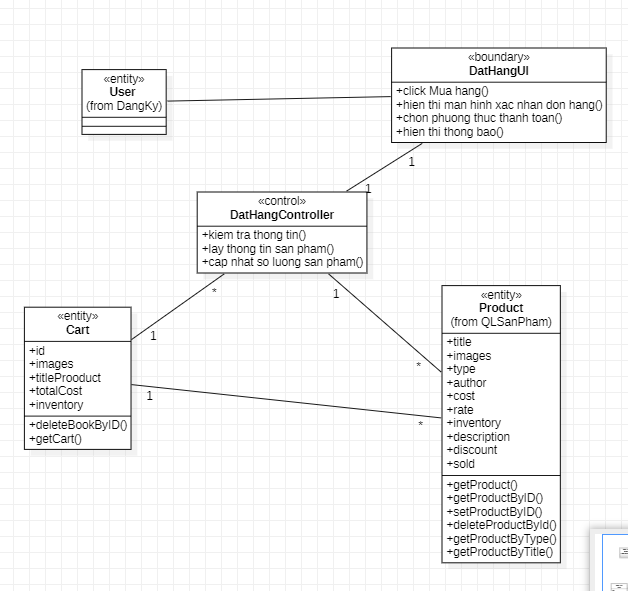 «entity»
User
(from DangKy)
«boundary»
DatHangUI
+click Mua hang()
+hien thi man hinh xac nhan don hang()
+chon phuong thuc thanh toan()
+hien thi thong bao()
1
1
«control»
DatHangController
+kiem tra thong tin()
+lay thong tin san pham()
+cap nhat so luong san pham()
*
1
1
*
«entity»
Cart
+id
+images
+titleProoduct
+totalCost
+inventory
+deleteBookByID()
+getCart()
1
*
«entity»
Product
(from QLSanPham)
+title
+images
+type
+author
+cost
+rate
+inventory
+description
+discount
+sold
+getProduct()
+getProductByID()
+setProductByID()
+deleteProductById()
+getProductByType()
+getProductByTitle()